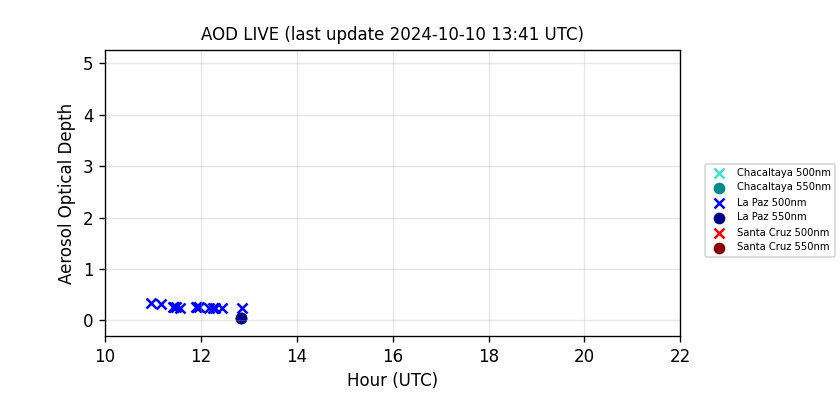 AOD LIVE (last update 2024-10-10 13:41 UTC)
Aerosol Optical Depth
5
4
3
2
1
0
10 12 14 16 18 20 22
Hour (UTC)
Chacaltaya 500nm
Chacaltaya 550nm
La Paz 500nm
La Paz 550nm
Santa Cruz 500nm
Santa Cruz 550nm